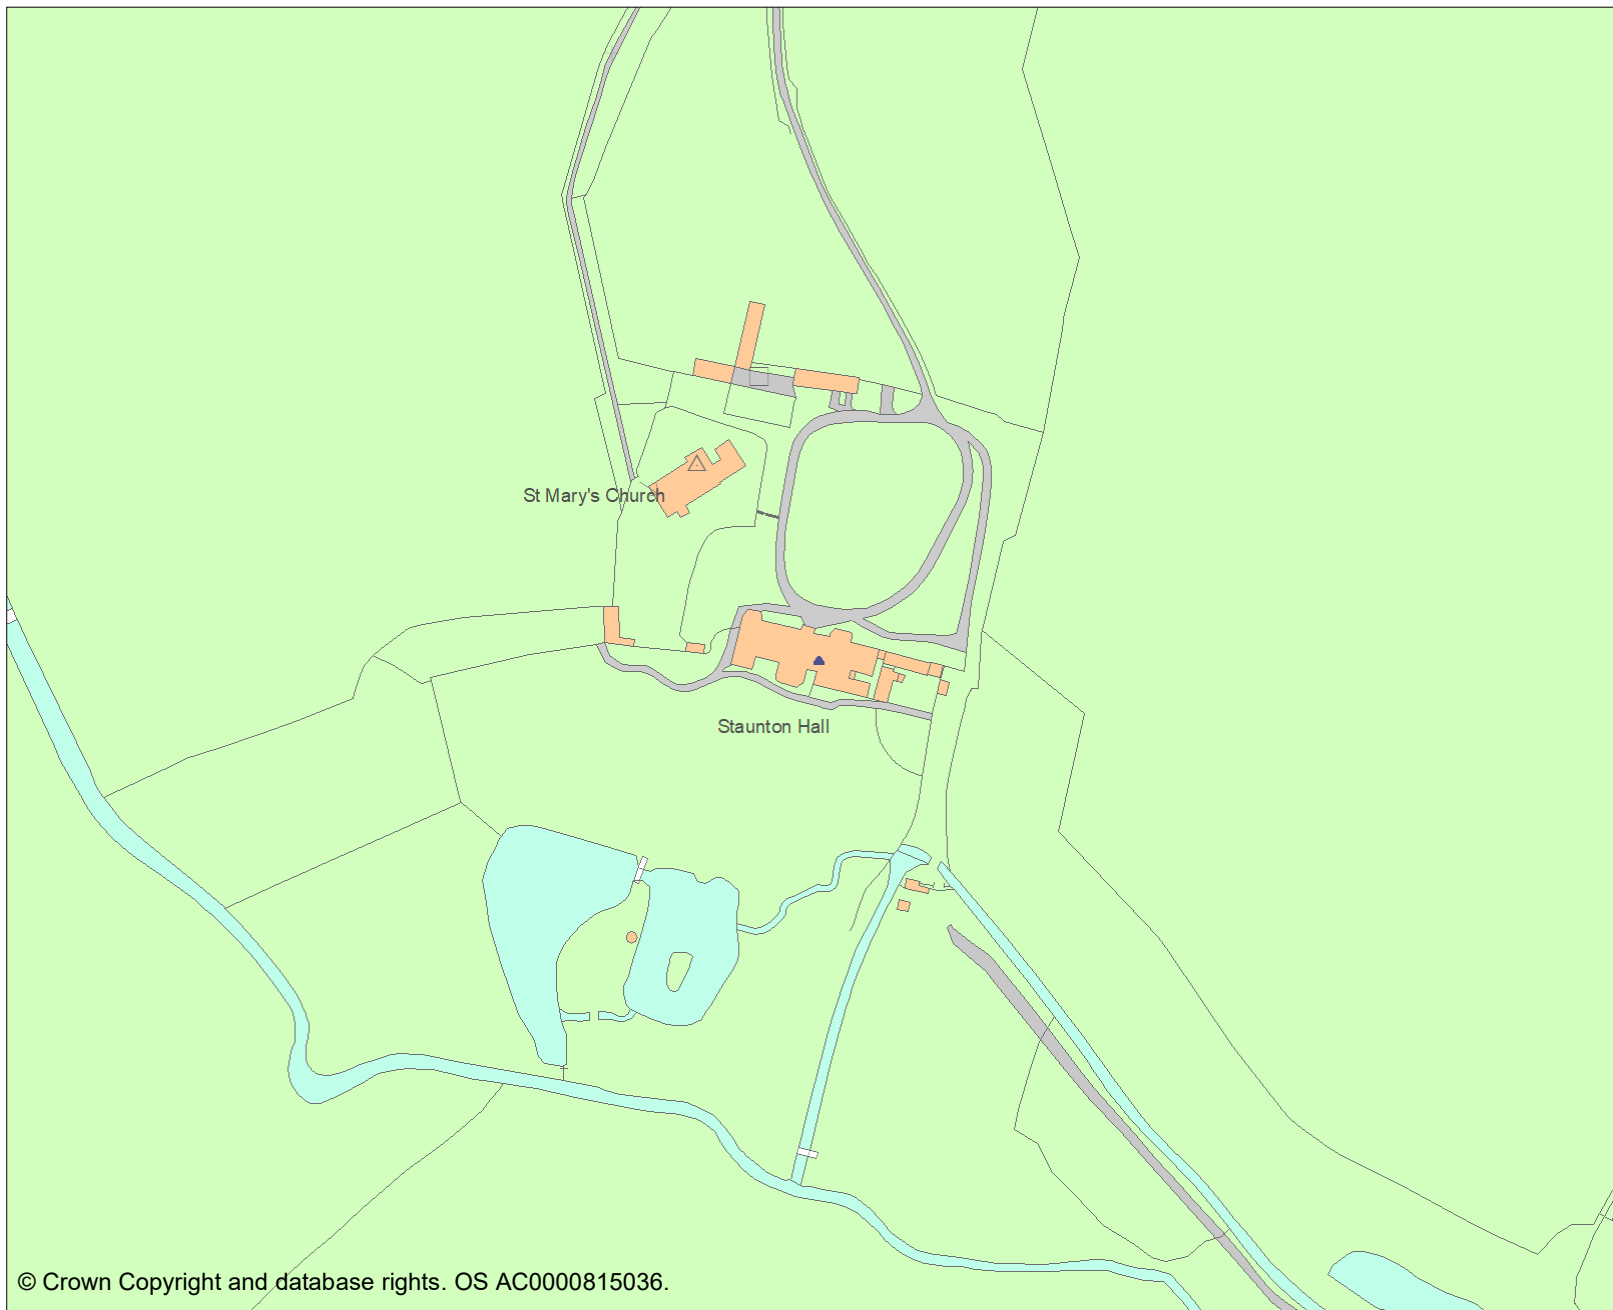 St Mary's Church
Staunton Hall
© Crown Copyright and database rights. OS AC0000815036.